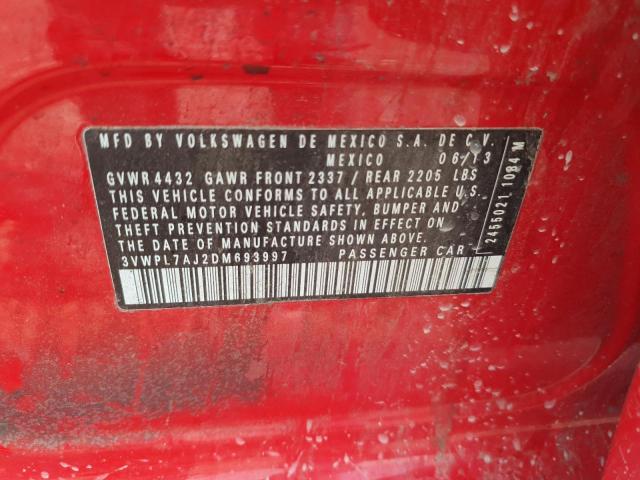 MFD BY VOLKSWAGEN DE MEXICO S.A. DE C.V.
MEXICO 06/13
GVWR 4432 GAWR FRONT 2337 / REAR 2205 LBS
THIS VEHICLE CONFORMS TO ALL APPLICABLE U.S.
FEDERAL MOTOR VEHICLE SAFETY, BUMPER AND
THEFT PREVENTION STANDARDS IN EFFECT ON
THE DATE OF MANUFACTURE SHOWN ABOVE.
3VWPL7AJ2DM693997 PASSENGER CAR
2455021 1084 M